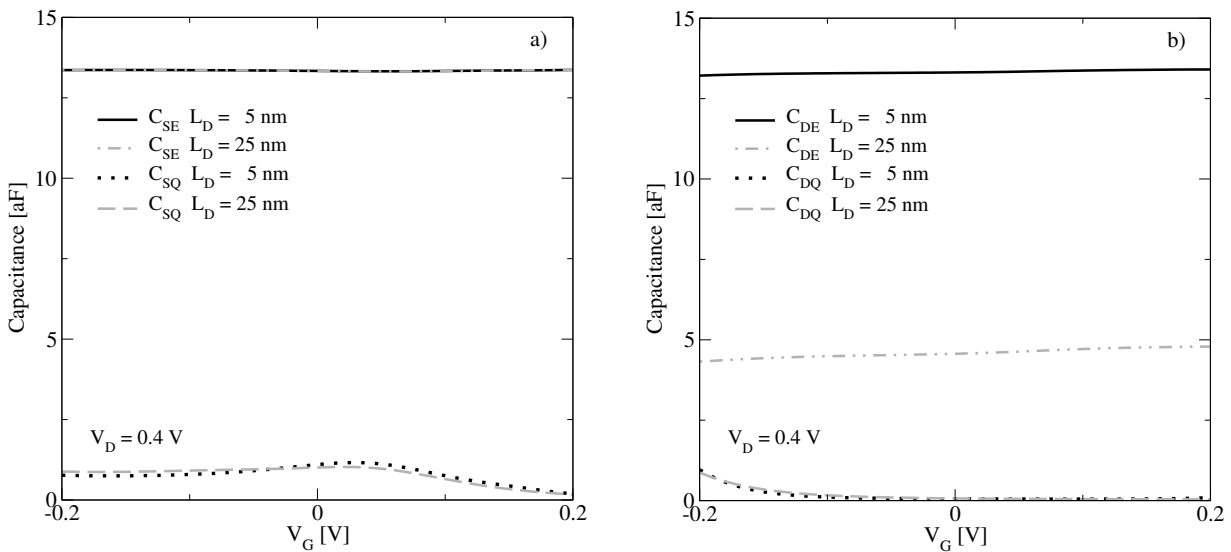 15
10
5
0
Capacitance [aF]
a)
C_SE L_D = 5 nm
C_SE L_D = 25 nm
C_SQ L_D = 5 nm
C_SQ L_D = 25 nm
V_D = 0.4 V
-0.2 0 0.2
V_G [V]
15
10
5
0
Capacitance [aF]
b)
C_DE L_D = 5 nm
C_DE L_D = 25 nm
C_DQ L_D = 5 nm
C_DQ L_D = 25 nm
V_D = 0.4 V
-0.2 0 0.2
V_G [V]